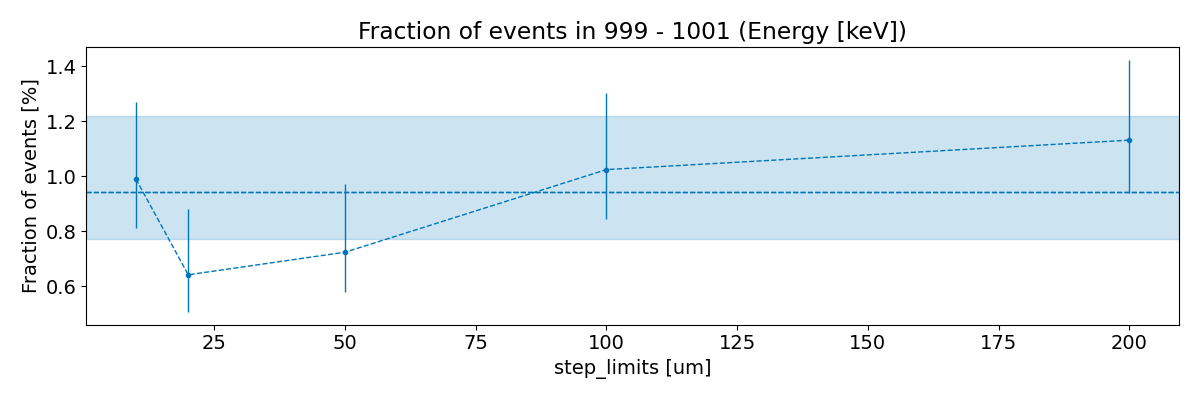 Fraction of events in 999 - 1001 (Energy [keV])
Fraction of events [%]
1.4
1.2
1.0
0.8
0.6
25 50 75 100 125 150 175 200
step_limits [um]